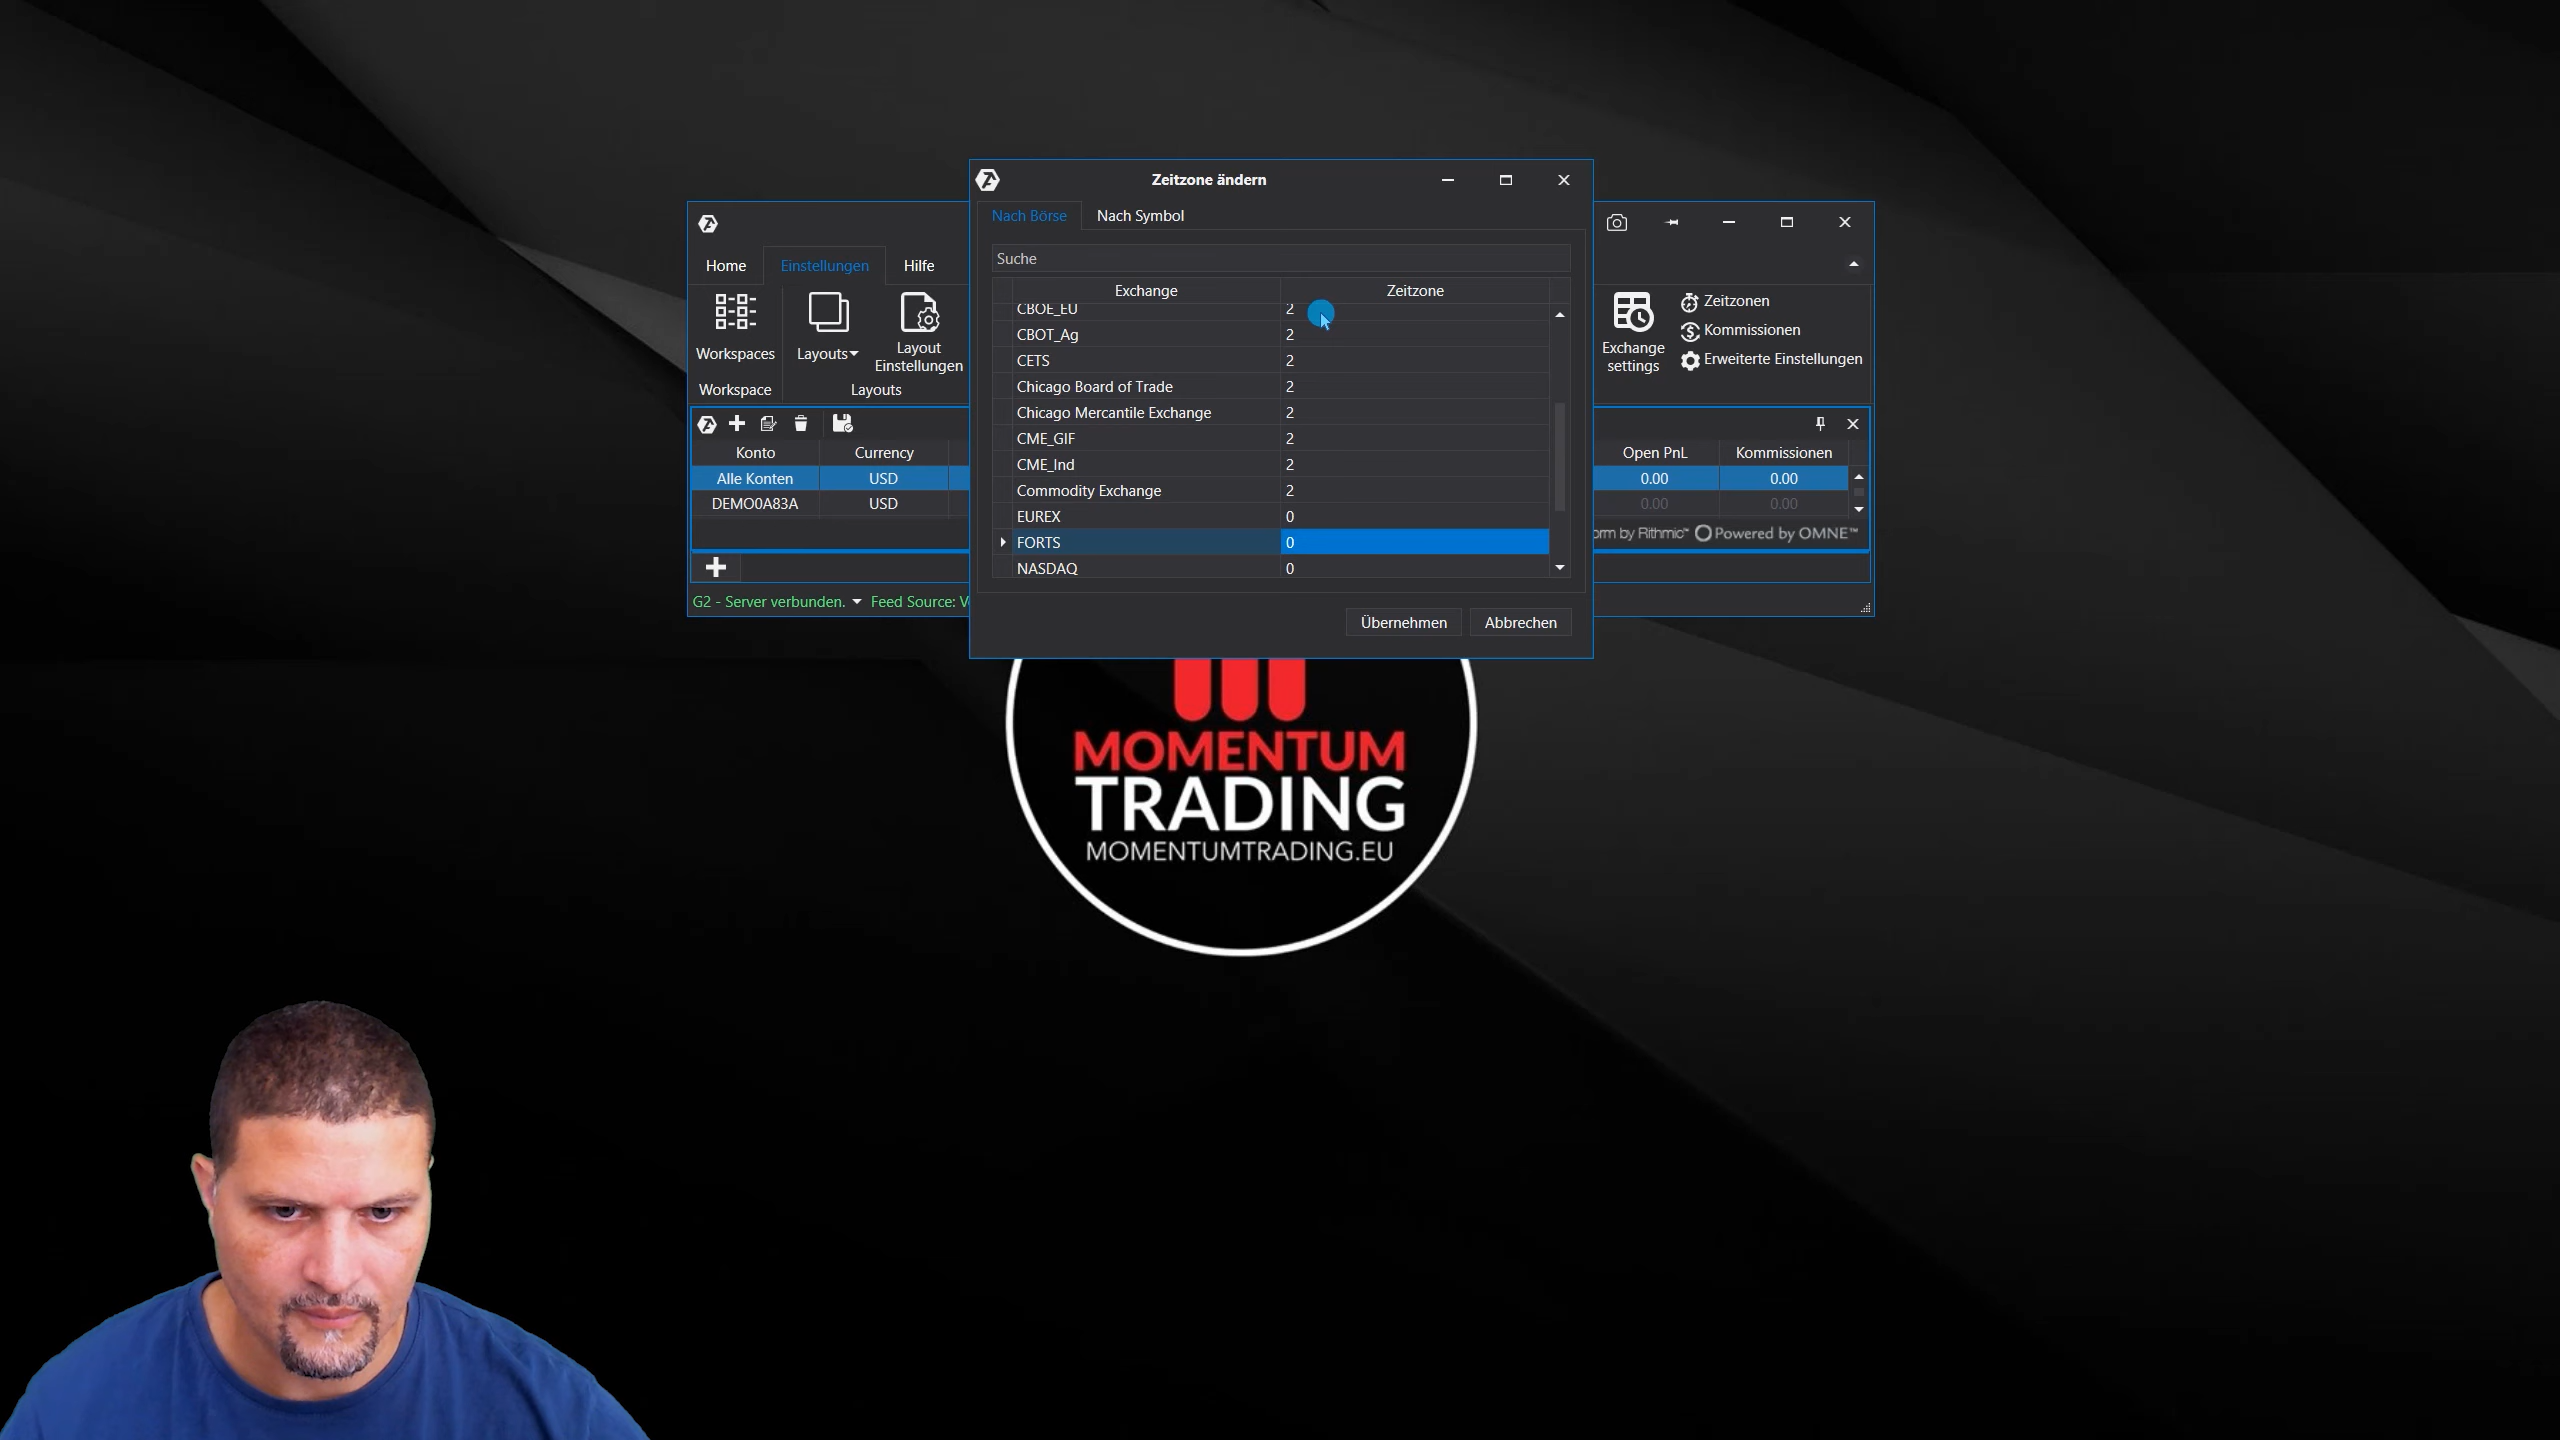 Zeitzone ändern
Nach Börse
Nach Symbol
Suche
Exchange
Zeitzone
CBOE_EU
2
CBOT_Ag
2
CETS
2
Chicago Board of Trade
2
Chicago Mercantile Exchange
2
CME_GIF
2
CME_Ind
2
Commodity Exchange
2
EUREX
0
FORTS
0
NASDAQ
0
Übernehmen
Abbrechen
Home
Einstellungen
Hilfe
Workspaces
Layouts
Layout
Einstellungen
Workspace
Layouts
Exchange
settings
Zeitzonen
Kommissionen
Erweiterte Einstellungen
Konto
Currency
Open PnL
Kommissionen
Alle Konten
USD
0.00
0.00
DEMO0A83A
USD
0.00
0.00
by Rithmic™
Powered by OMNE™
G2 - Server verbunden.
Feed Source:
MOMENTUM
TRADING
MOMENTUMTRADING.EU